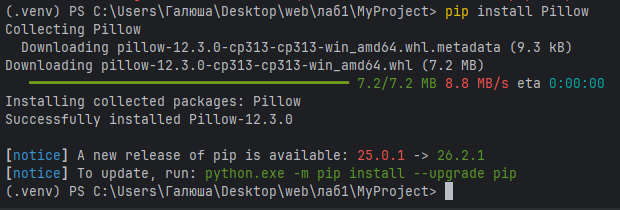 (.venv) PS C:\Users\Галюша\Desktop\web\лаб1\MyProject> pip install Pillow
Collecting Pillow
  Downloading pillow-12.3.0-cp313-cp313-win_amd64.whl.metadata (9.3 kB)
Downloading pillow-12.3.0-cp313-cp313-win_amd64.whl (7.2 MB)
7.2/7.2 MB 8.8 MB/s eta 0:00:00
Installing collected packages: Pillow
Successfully installed Pillow-12.3.0
[notice] A new release of pip is available: 25.0.1 -> 26.2.1
[notice] To update, run: python.exe -m pip install --upgrade pip
(.venv) PS C:\Users\Галюша\Desktop\web\лаб1\MyProject>